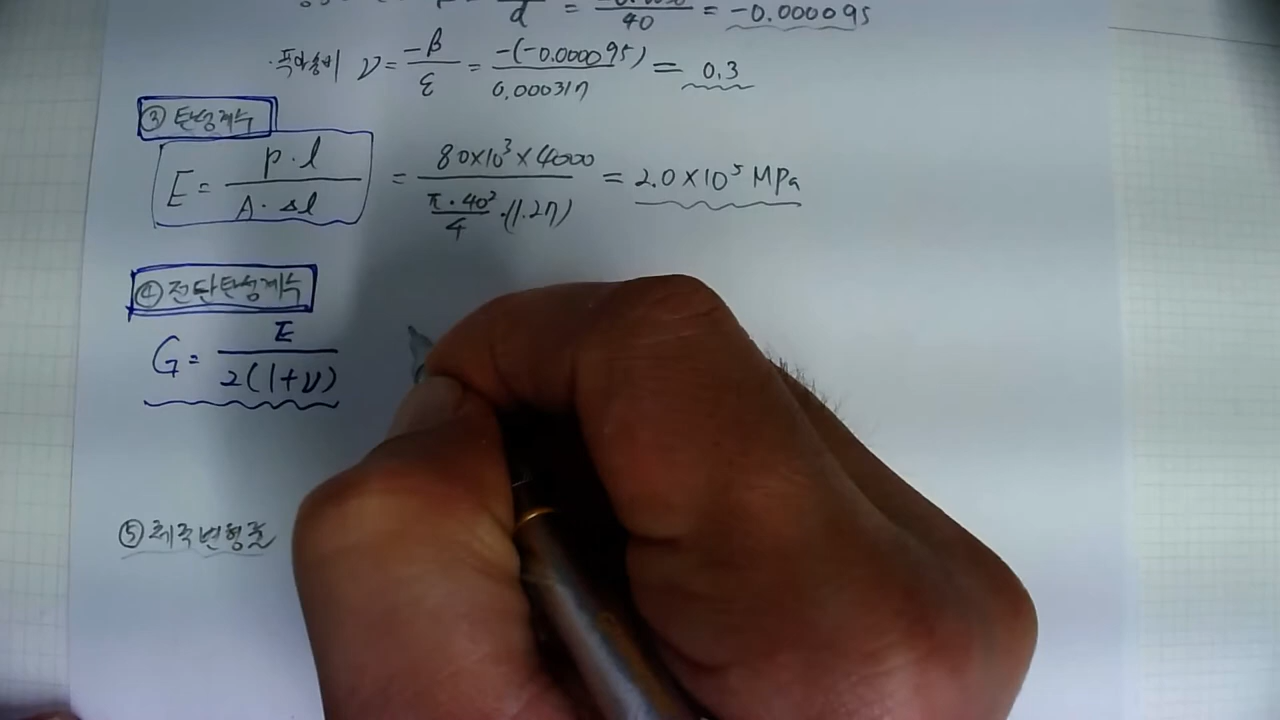 d = 40 = -0.000095
·포아송비 ν = -β/ε = -(-0.000095)/0.000317 = 0.3
③ 탄성계수
E = P·l / A·Δl = 80×10³×4000 / π·40²/4·(1.27) = 2.0×10⁵ MPa
④ 전단탄성계수
G = E / 2(1+ν)
⑤ 체적변형률